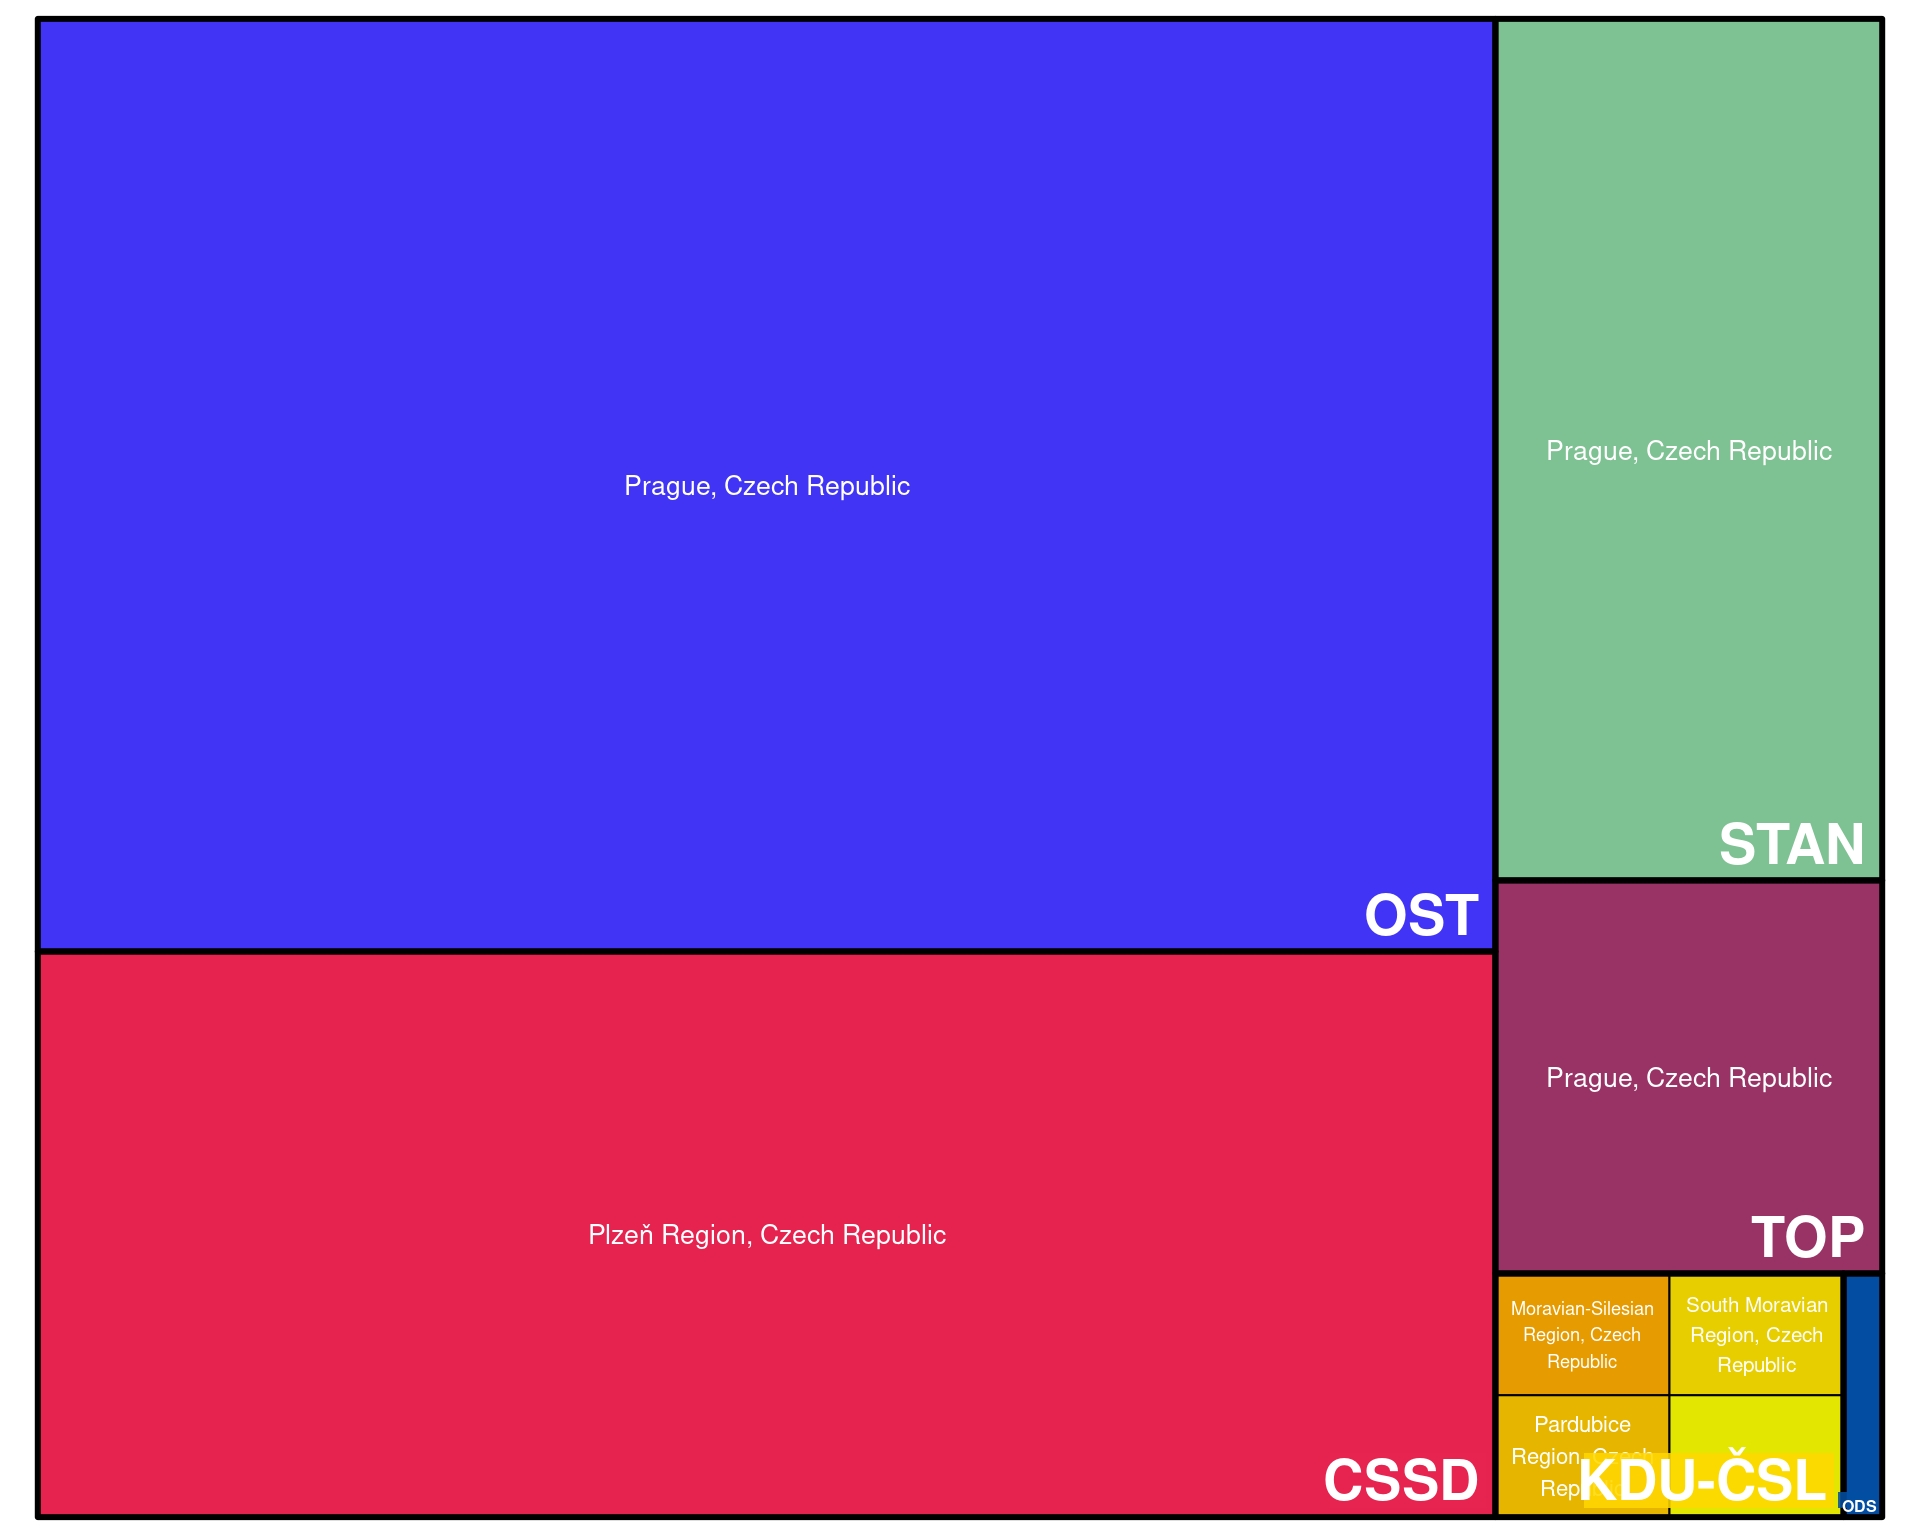 Prague, Czech Republic
OST
Plzeň Region, Czech Republic
CSSD
Prague, Czech Republic
STAN
Prague, Czech Republic
TOP
Moravian-Silesian
Region, Czech
Republic
South Moravian
Region, Czech
Republic
Pardubice
Region, Czech
KDU-ČSL
ODS